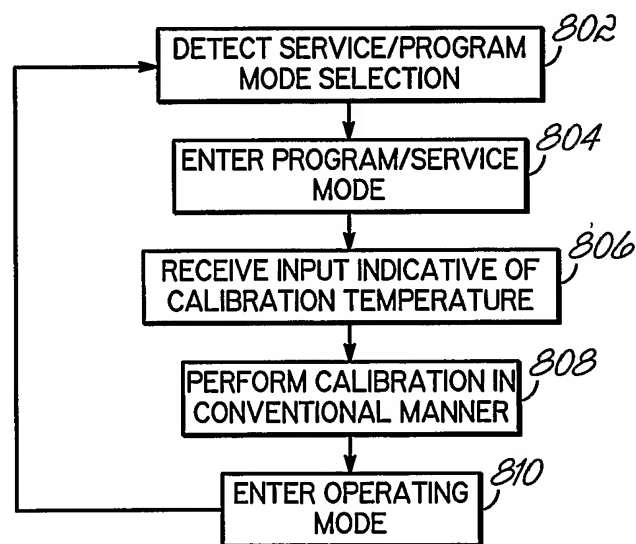 802
DETECT SERVICE/PROGRAM
MODE SELECTION
804
ENTER PROGRAM/SERVICE
MODE
806
RECEIVE INPUT INDICATIVE OF
CALIBRATION TEMPERATURE
808
PERFORM CALIBRATION IN
CONVENTIONAL MANNER
810
ENTER OPERATING
MODE